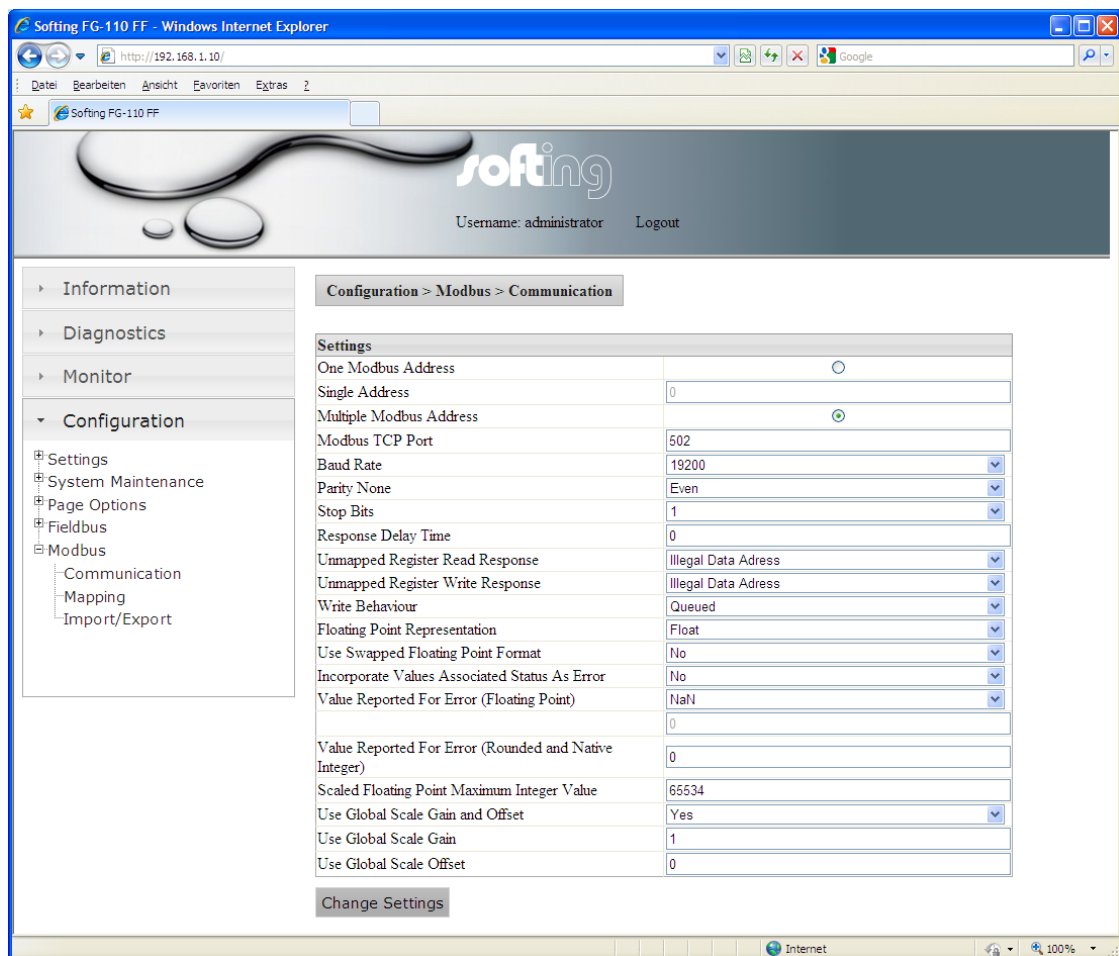 Softing FG-110 FF - Windows Internet Explorer
http://192.168.1.10/
Google
Datei Bearbeiten Ansicht Favoriten Extras ?
Softing FG-110 FF
softing
Username: administrator Logout
Information
Configuration > Modbus > Communication
Diagnostics
Monitor
Configuration
Settings
System Maintenance
Page Options
Fieldbus
Modbus
Communication
Mapping
Import/Export
Settings
One Modbus Address
Single Address 0
Multiple Modbus Address
Modbus TCP Port 502
Baud Rate 19200
Parity None Even
Stop Bits 1
Response Delay Time 0
Unmapped Register Read Response Illegal Data Adress
Unmapped Register Write Response Illegal Data Adress
Write Behaviour Queued
Floating Point Representation Float
Use Swapped Floating Point Format No
Incorporate Values Associated Status As Error No
Value Reported For Error (Floating Point) NaN
0
Value Reported For Error (Rounded and Native
Integer) 0
Scaled Floating Point Maximum Integer Value 65534
Use Global Scale Gain and Offset Yes
Use Global Scale Gain 1
Use Global Scale Offset 0
Change Settings
Internet 100%